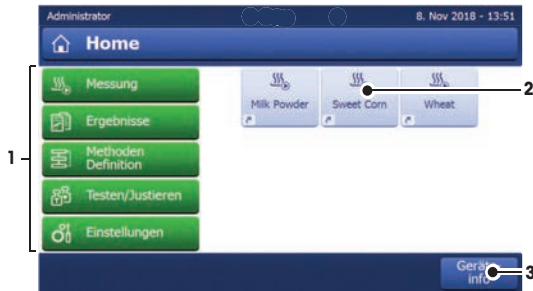 Administrator 8. Nov 2018 - 13:51
Home
Messung
Milk Powder Sweet Corn Wheat
2
Ergebnisse
1
Methoden
Definition
Testen/Justieren
Einstellungen
info
3